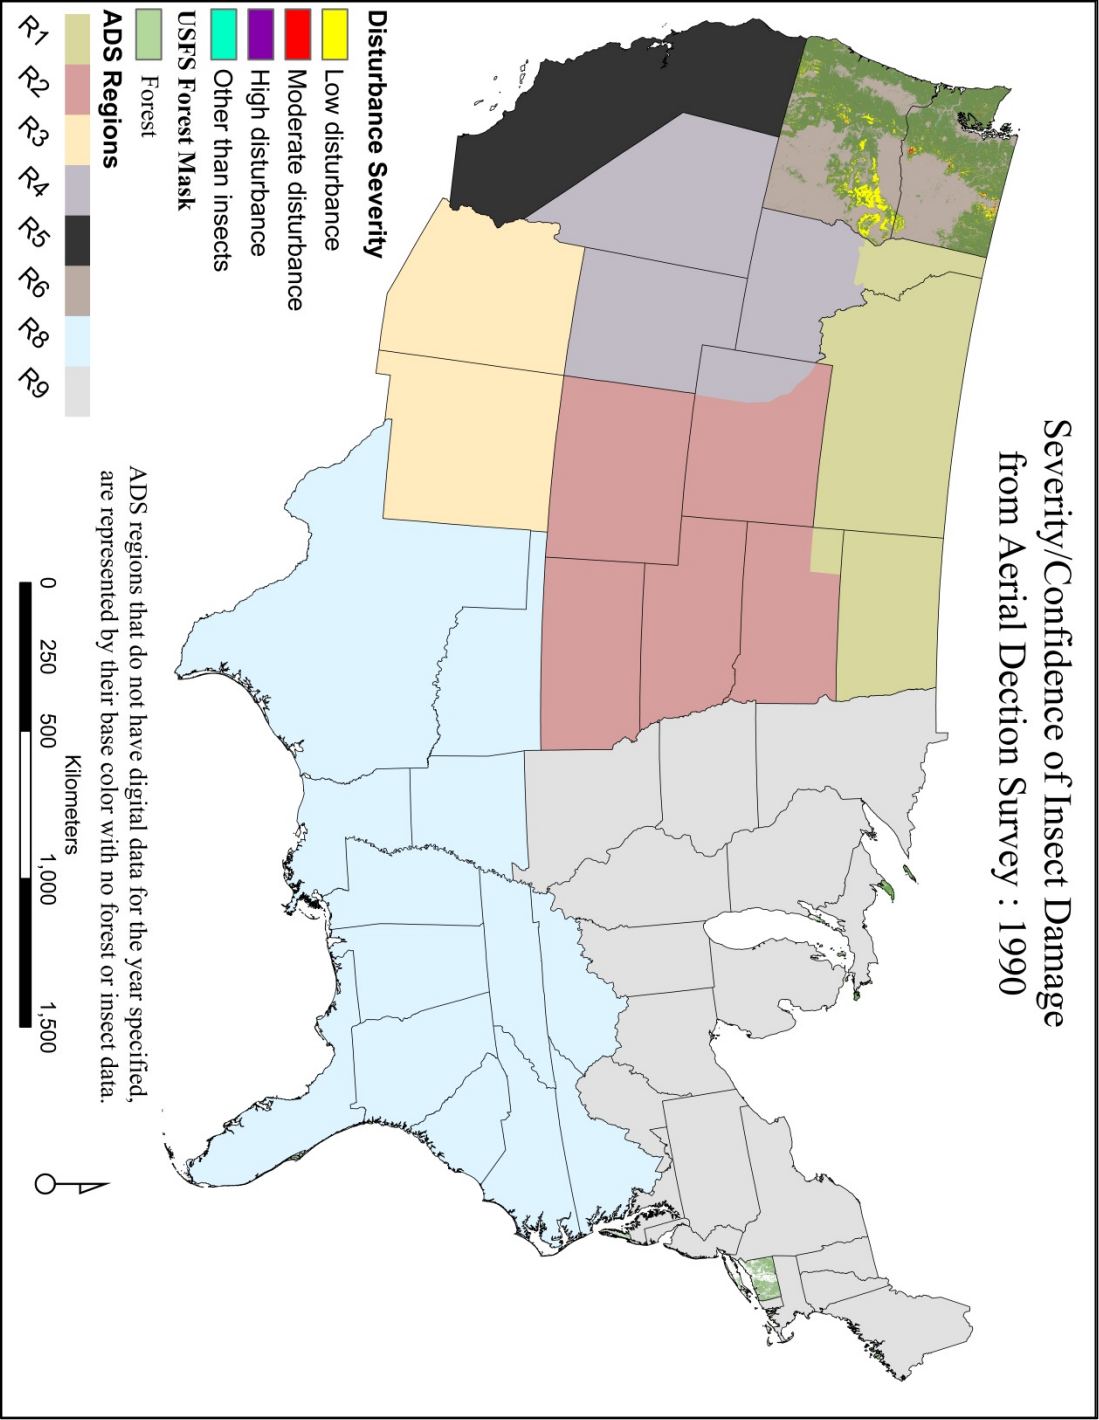 Severity/Confidence of Insect Damage
from Aerial Dection Survey : 1990
Disturbance Severity
Low disturbance
Moderate disturbance
High disturbance
Other than insects
USFS Forest Mask
Forest
ADS Regions
R1
R2
R3
R4
R5
R6
R8
R9
ADS regions that do not have digital data for the year specified,
are represented by their base color with no forest or insect data.
0 250 500 1,000 1,500
Kilometers